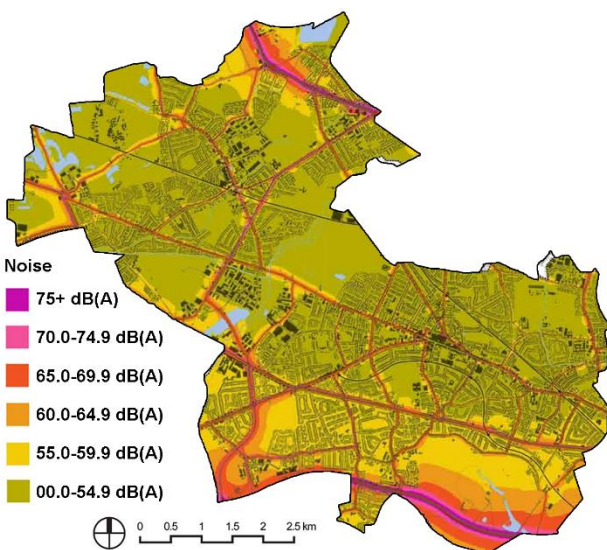 Noise
75+ dB(A)
70.0-74.9 dB(A)
65.0-69.9 dB(A)
60.0-64.9 dB(A)
55.0-59.9 dB(A)
00.0-54.9 dB(A)
0 0.5 1 1.5 2 2.5 km